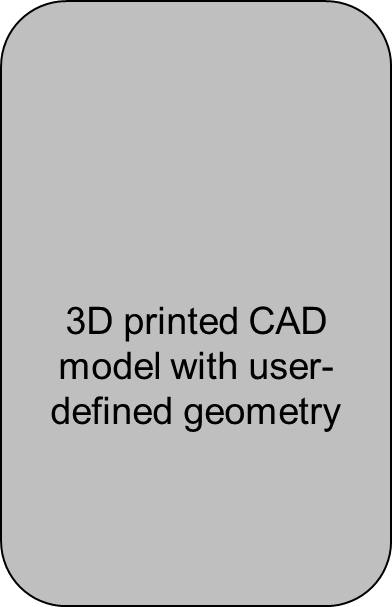 3D printed CAD
model with user-
defined geometry